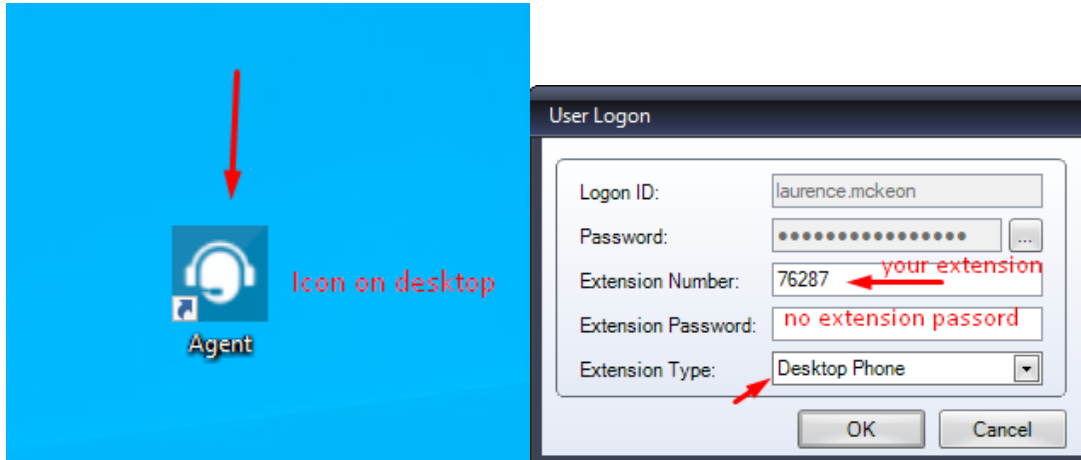 Icon on desktop
Agent
User Logon
Logon ID: laurence.mckeon
Password: ●●●●●●●●●●●●●●●● ...
your extension
Extension Number: 76287
Extension Password: no extension passord
Extension Type: Desktop Phone
OK Cancel